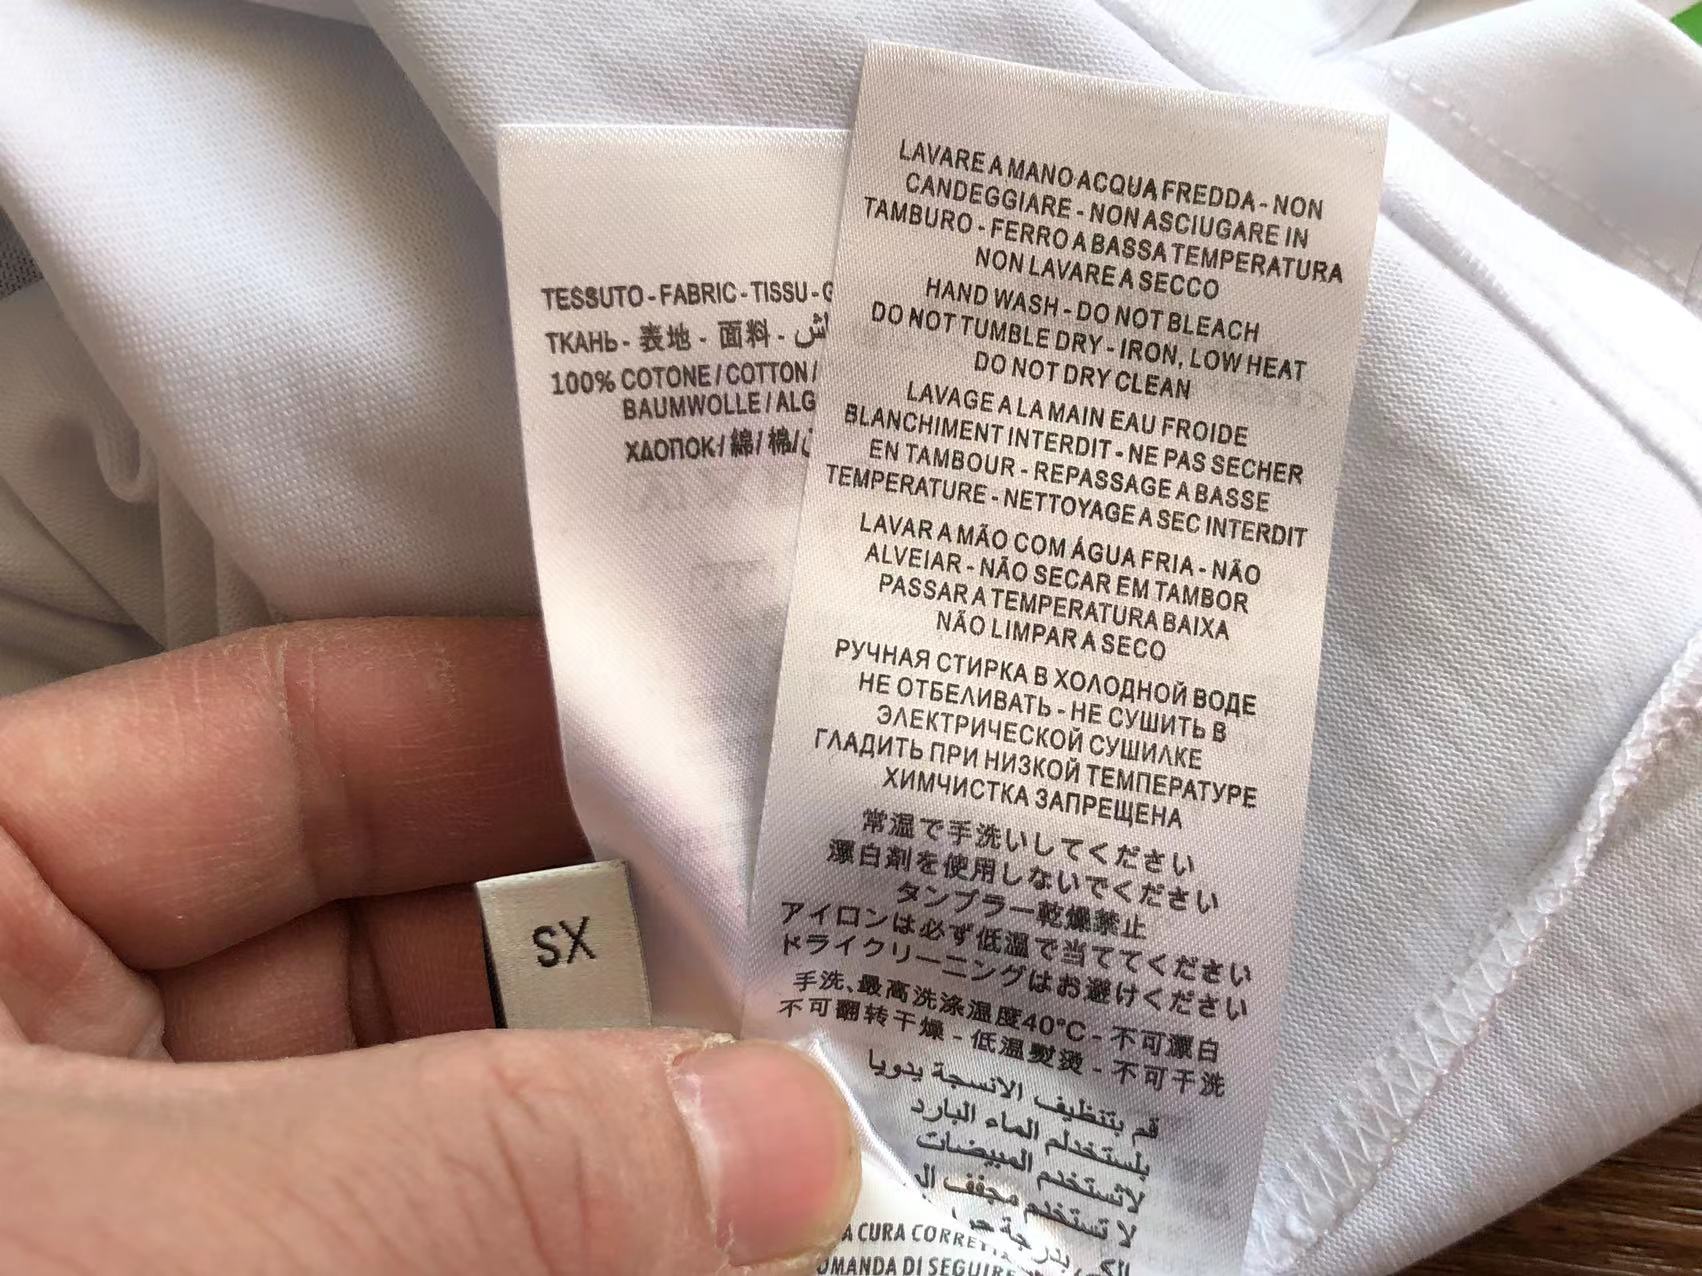 TESSUTO - FABRIC - TISSU -
ТКАНЬ - 表地 - 面料 -
100% COTONE / COTTON /
BAUMWOLLE / ALG
ХЛОПОК / 綿 / 棉 /
XS
LAVARE A MANO ACQUA FREDDA - NON
CANDEGGIARE - NON ASCIUGARE IN
TAMBURO - FERRO A BASSA TEMPERATURA
NON LAVARE A SECCO
HAND WASH - DO NOT BLEACH
DO NOT TUMBLE DRY - IRON, LOW HEAT
DO NOT DRY CLEAN
LAVAGE A LA MAIN EAU FROIDE
BLANCHIMENT INTERDIT - NE PAS SECHER
EN TAMBOUR - REPASSAGE A BASSE
TEMPERATURE - NETTOYAGE A SEC INTERDIT
LAVAR A MÃO COM ÁGUA FRIA - NÃO
ALVEIAR - NÃO SECAR EM TAMBOR
PASSAR A TEMPERATURA BAIXA
NÃO LIMPAR A SECO
РУЧНАЯ СТИРКА В ХОЛОДНОЙ ВОДЕ
НЕ ОТБЕЛИВАТЬ - НЕ СУШИТЬ В
ЭЛЕКТРИЧЕСКОЙ СУШИЛКЕ
ГЛАДИТЬ ПРИ НИЗКОЙ ТЕМПЕРАТУРЕ
ХИМЧИСТКА ЗАПРЕЩЕНА
常温で手洗いしてください
漂白剤を使用しないでください
タンブラー乾燥禁止
アイロンは必ず低温で当ててください
ドライクリーニングはお避けください
手洗、最高洗涤温度40°C - 不可漂白
不可翻转干燥 - 低温熨烫 - 不可干洗
قم بتنظيف الانسجة يدويا
بلستخدلم الماء البارد
لاتستخدم المبيضات
لا تستخدم مجفف
A CURA CORRETTA
OMANDA DI SEGUIRE